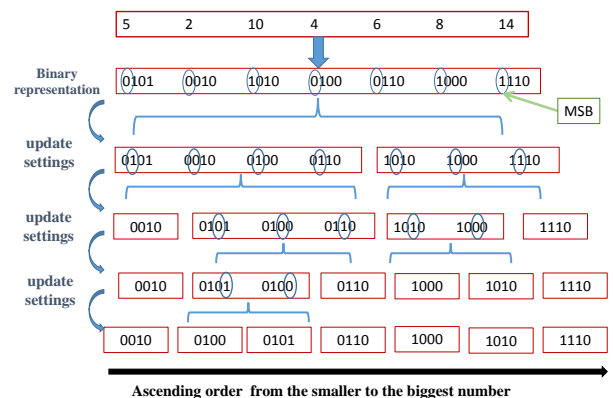 5 2 10 4 6 8 14
Binary representation
0101 0010 1010 0100 0110 1000 1110
MSB
update settings
0101 0010 0100 0110 1010 1000 1110
update settings
0010 0101 0100 0110 1010 1000 1110
update settings
0010 0101 0100 0110 1000 1010 1110
0010 0100 0101 0110 1000 1010 1110
Ascending order from the smaller to the biggest number